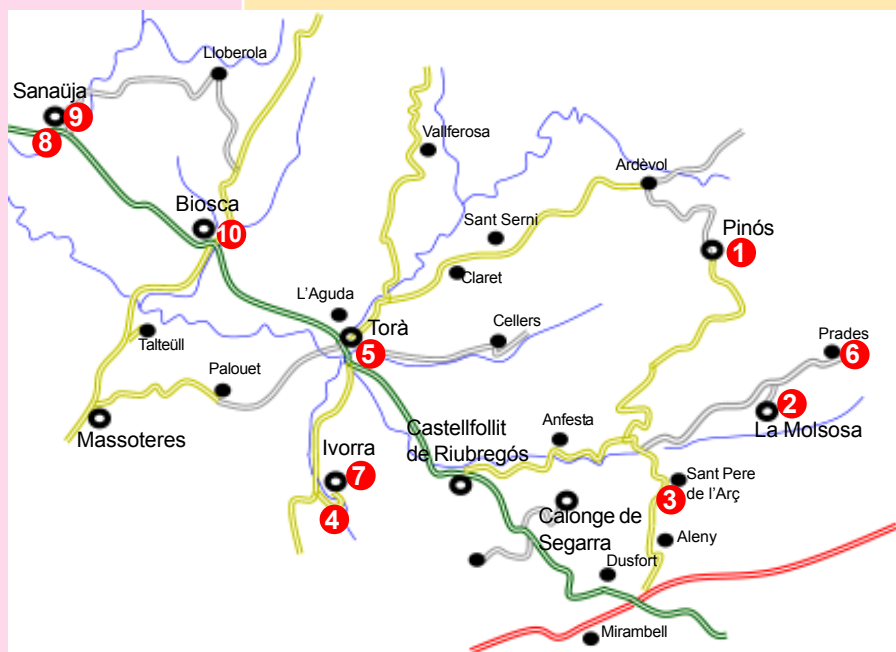 Lloberola
Sanaüja
9
8
Vallferosa
Ardèvol
Biosca
10
Sant Serni
Pinós
1
Claret
L'Aguda
Torà
5
Cellers
Talteüll
Prades
6
Palouet
2
La Molsosa
Massoteres
Castellfollit
de Riubregós
Anfesta
Ivorra
7
4
Sant Pere
de l'Arç
3
Calonge de
Segarra
Aleny
Dusfort
Mirambell